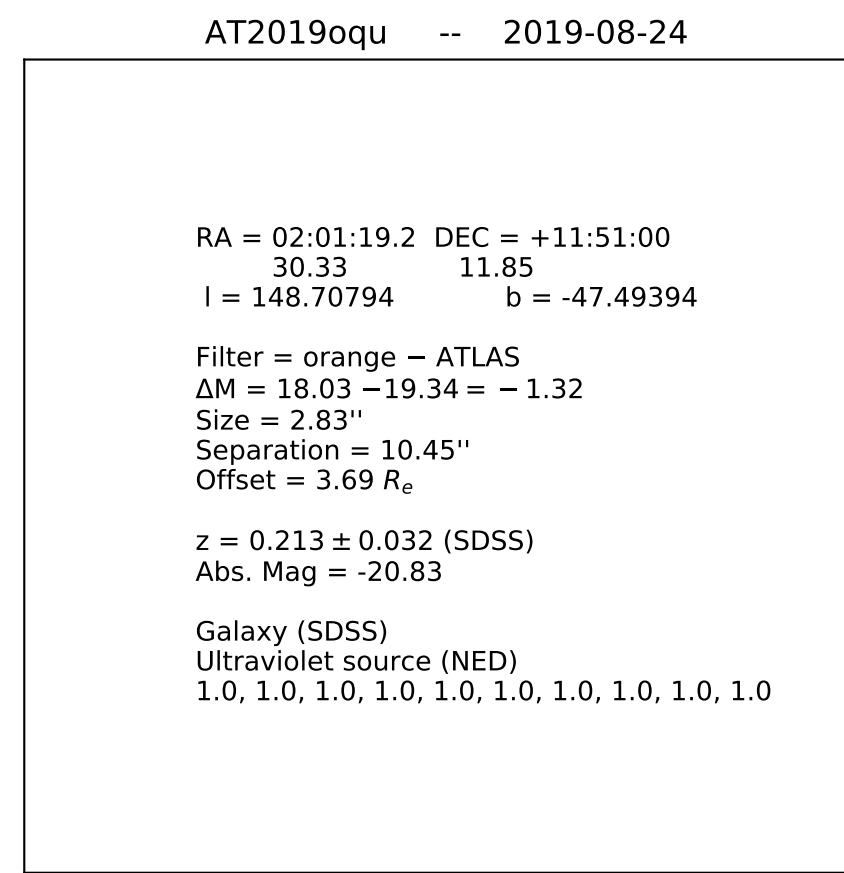 AT2019oqu -- 2019-08-24
RA = 02:01:19.2 DEC = +11:51:00
30.33 11.85
l = 148.70794 b = -47.49394
Filter = orange − ATLAS
ΔM = 18.03 −19.34 = − 1.32
Size = 2.83''
Separation = 10.45''
Offset = 3.69 Rₑ
z = 0.213 ± 0.032 (SDSS)
Abs. Mag = -20.83
Galaxy (SDSS)
Ultraviolet source (NED)
1.0, 1.0, 1.0, 1.0, 1.0, 1.0, 1.0, 1.0, 1.0, 1.0